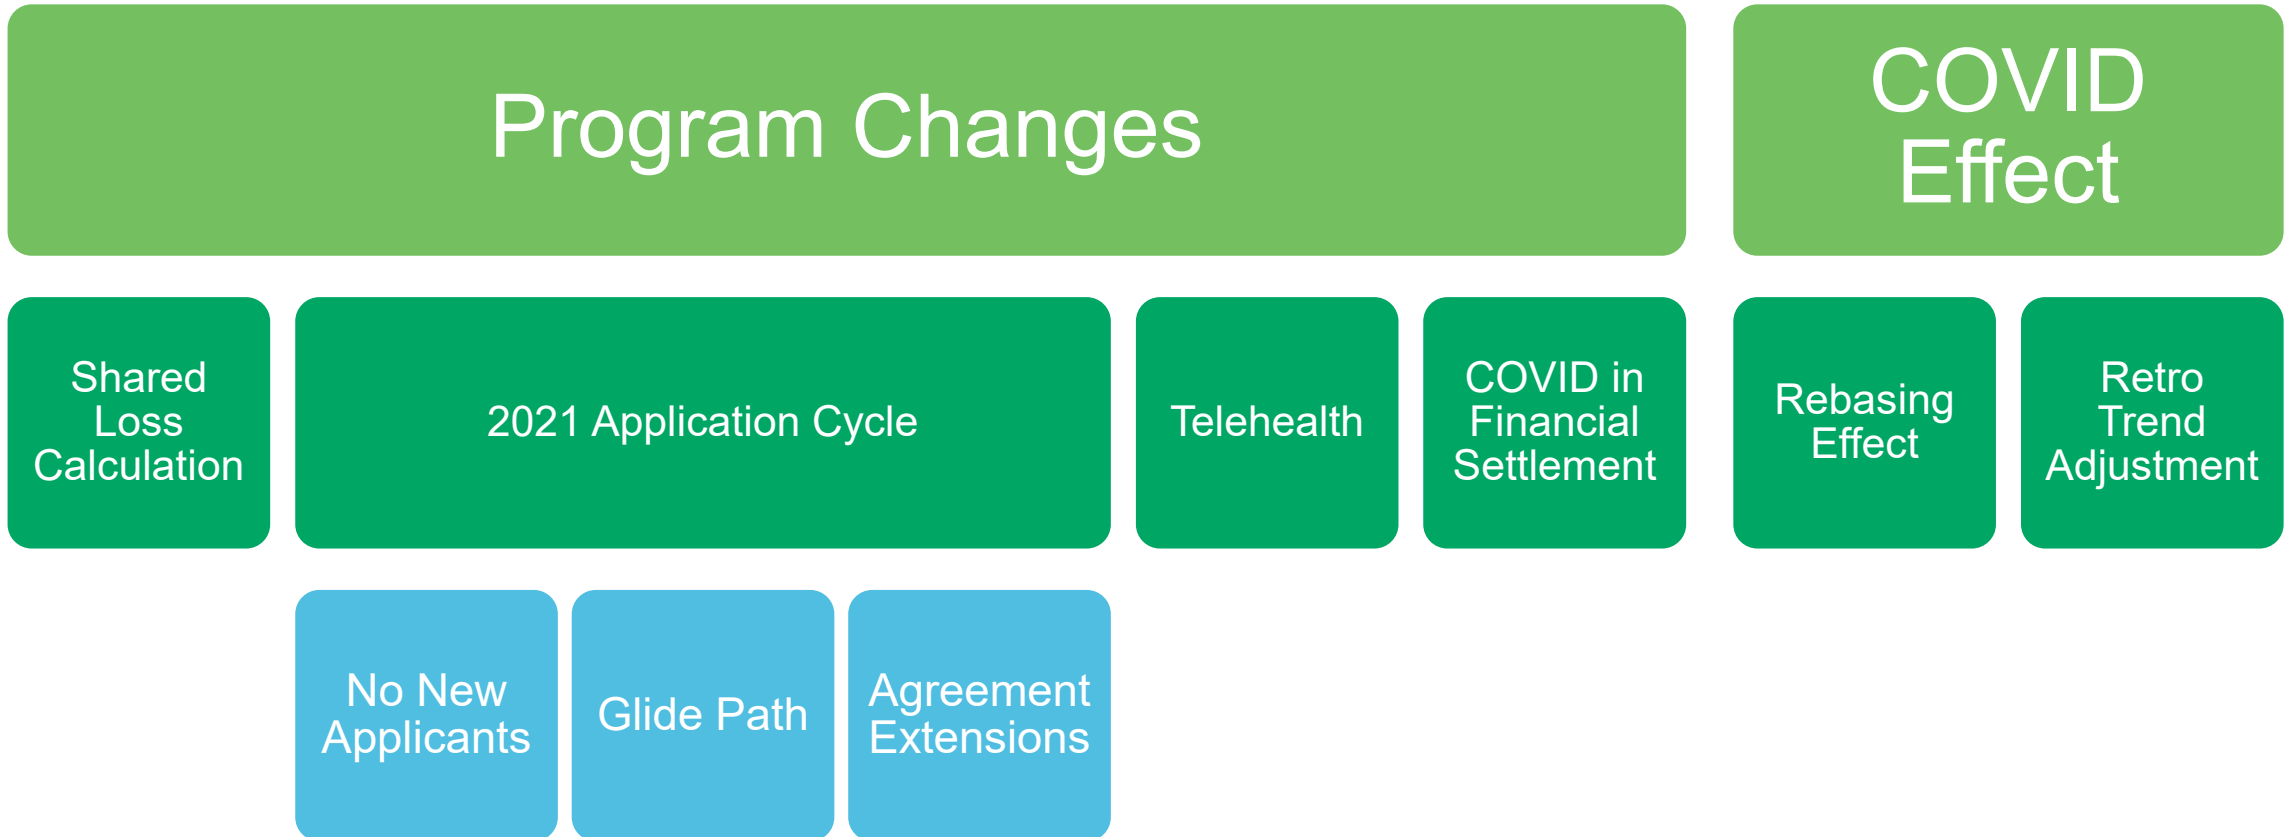 Program Changes
COVID
Effect
Shared
Loss
Calculation
2021 Application Cycle
Telehealth
COVID in
Financial
Settlement
Rebasing
Effect
Retro
Trend
Adjustment
No New
Applicants
Glide Path
Agreement
Extensions